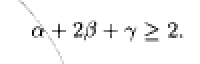 α + 2β + γ ≥ 2.